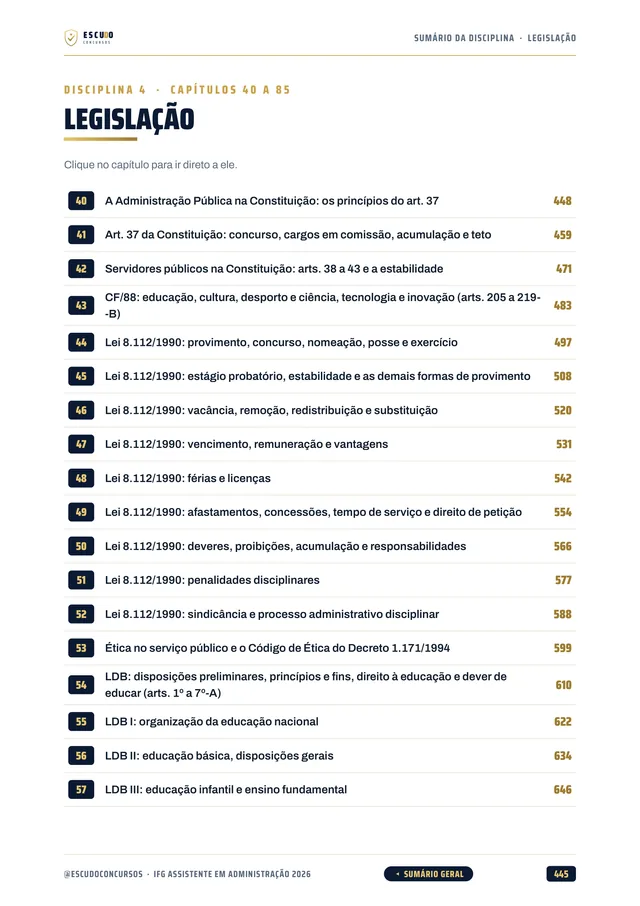 ESCUDO
CONCURSOS
SUMÁRIO DA DISCIPLINA · LEGISLAÇÃO
DISCIPLINA 4 · CAPÍTULOS 40 A 85
LEGISLAÇÃO
Clique no capítulo para ir direto a ele.
40 A Administração Pública na Constituição: os princípios do art. 37 448
41 Art. 37 da Constituição: concurso, cargos em comissão, acumulação e teto 459
42 Servidores públicos na Constituição: arts. 38 a 43 e a estabilidade 471
43 CF/88: educação, cultura, desporto e ciência, tecnologia e inovação (arts. 205 a 219- 483
-B)
44 Lei 8.112/1990: provimento, concurso, nomeação, posse e exercício 497
45 Lei 8.112/1990: estágio probatório, estabilidade e as demais formas de provimento 508
46 Lei 8.112/1990: vacância, remoção, redistribuição e substituição 520
47 Lei 8.112/1990: vencimento, remuneração e vantagens 531
48 Lei 8.112/1990: férias e licenças 542
49 Lei 8.112/1990: afastamentos, concessões, tempo de serviço e direito de petição 554
50 Lei 8.112/1990: deveres, proibições, acumulação e responsabilidades 566
51 Lei 8.112/1990: penalidades disciplinares 577
52 Lei 8.112/1990: sindicância e processo administrativo disciplinar 588
53 Ética no serviço público e o Código de Ética do Decreto 1.171/1994 599
54 LDB: disposições preliminares, princípios e fins, direito à educação e dever de 610
educar (arts. 1º a 7º-A)
55 LDB I: organização da educação nacional 622
56 LDB II: educação básica, disposições gerais 634
57 LDB III: educação infantil e ensino fundamental 646
@ESCUDOCONCURSOS · IFG ASSISTENTE EM ADMINISTRAÇÃO 2026
SUMÁRIO GERAL
445